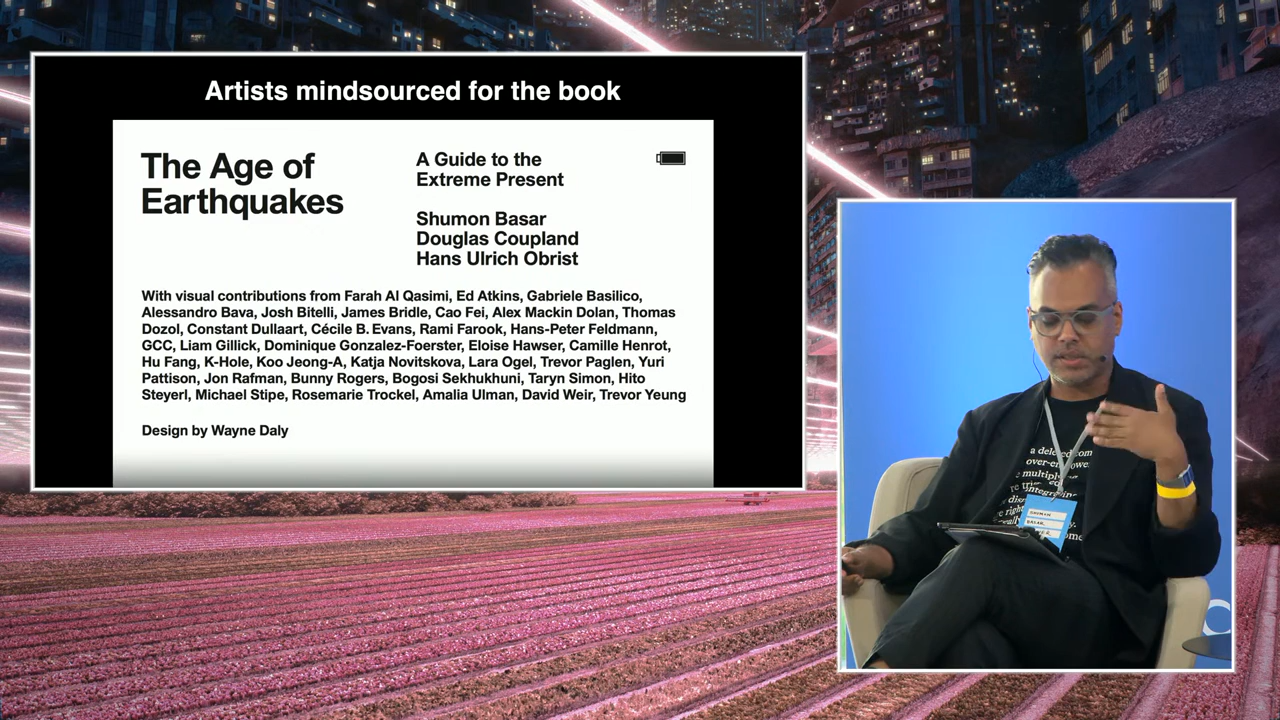 Artists mindsourced for the book
The Age of
Earthquakes
A Guide to the
Extreme Present
Shumon Basar
Douglas Coupland
Hans Ulrich Obrist
With visual contributions from Farah Al Qasimi, Ed Atkins, Gabriele Basilico,
Alessandro Bava, Josh Bitelli, James Bridle, Cao Fei, Alex Mackin Dolan, Thomas
Dozol, Constant Dullaart, Cécile B. Evans, Rami Farook, Hans-Peter Feldmann,
GCC, Liam Gillick, Dominique Gonzalez-Foerster, Eloise Hawser, Camille Henrot,
Hu Fang, K-Hole, Koo Jeong-A, Katja Novitskova, Lara Ogel, Trevor Paglen, Yuri
Pattison, Jon Rafman, Bunny Rogers, Bogosi Sekhukhuni, Taryn Simon, Hito
Steyerl, Michael Stipe, Rosemarie Trockel, Amalia Ulman, David Weir, Trevor Yeung
Design by Wayne Daly
SHUMON
BASAR,